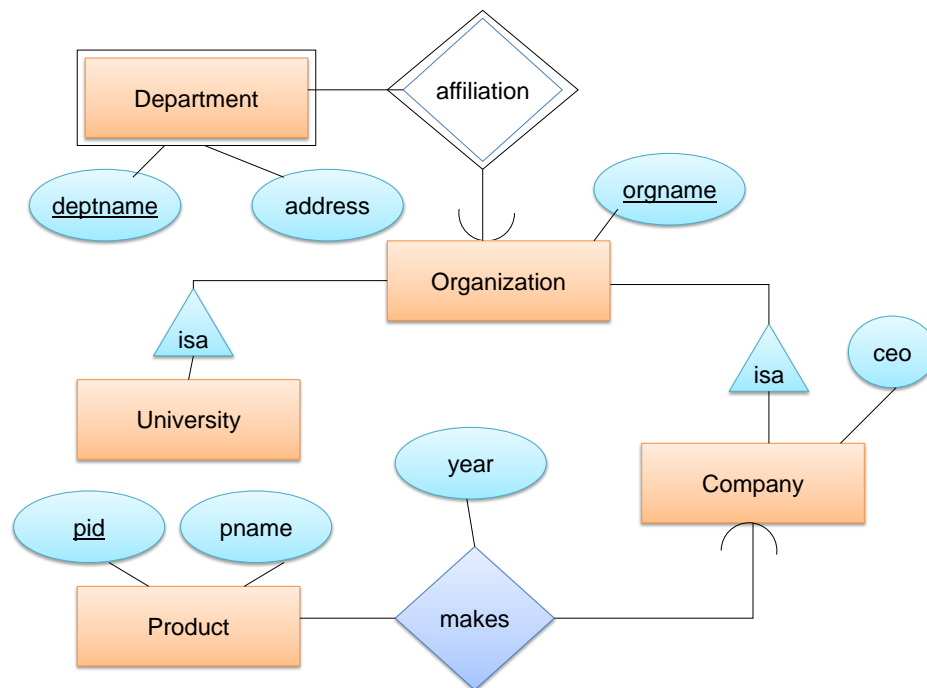 Department
affiliation
deptname
address
orgname
Organization
isa
isa
ceo
University
year
Company
pid
pname
Product
makes